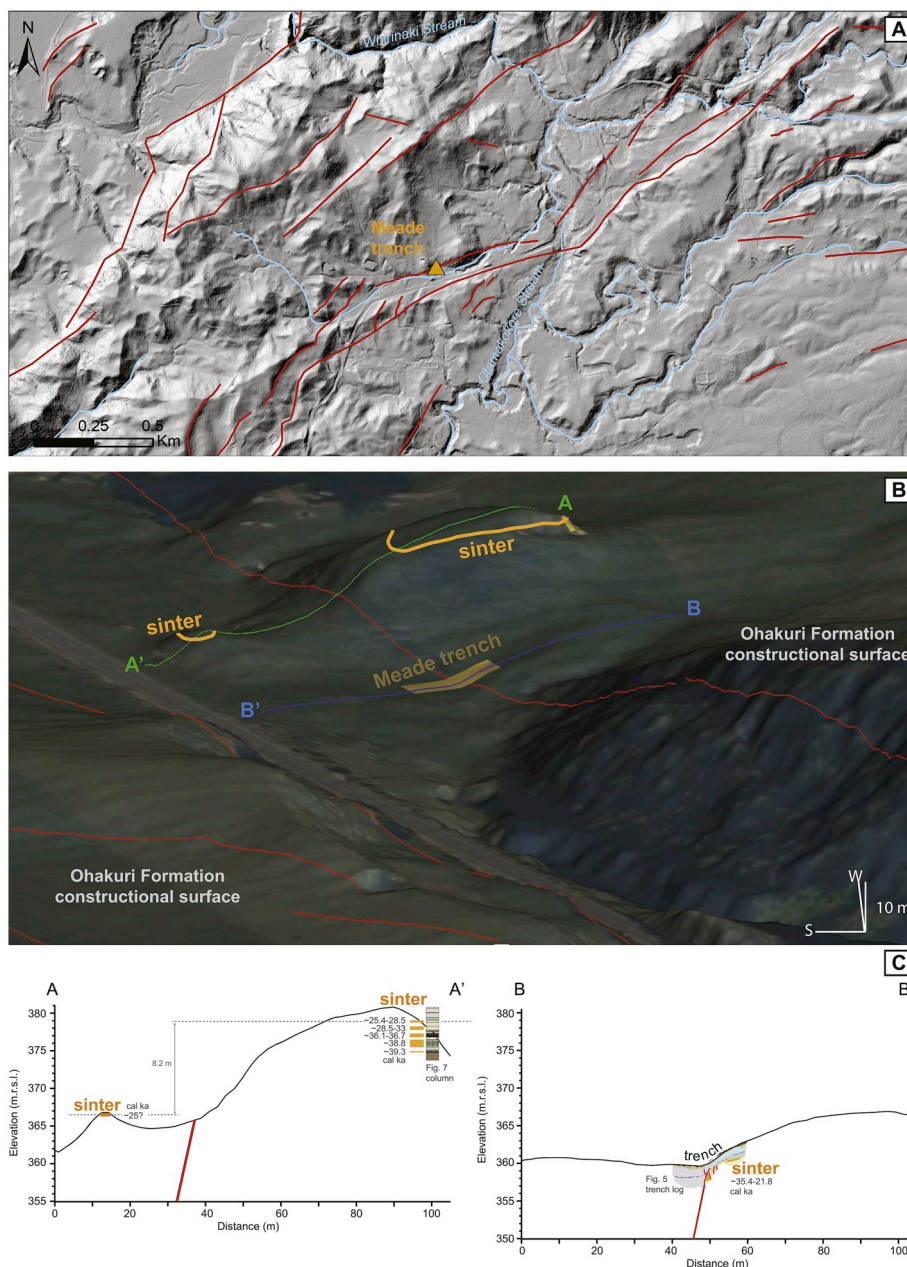 A
N
Whirinaki Stream
Meade
trench
Otamakokore Stream
0 0.25 0.5
Km
B
A
sinter
sinter
B
Ohakuri Formation
constructional surface
A'
Meade trench
B'
Ohakuri Formation
constructional surface
W
S
10 m
C
A
A'
B
B
sinter
380
375
370
365
360
355
Elevation (m.r.s.l.)
~25.4-28.5
~28.5-33
~36.1-36.7
~38.8
~39.3
cal ka
Fig. 7
column
8.2 m
sinter
cal ka
~25?
0 20 40 60 80 100
Distance (m)
380
375
370
365
360
355
350
Elevation (m.r.s.l.)
trench
sinter
~35.4-21.8
cal ka
Fig. 5
trench log
0 20 40 60 80 100
Distance (m)